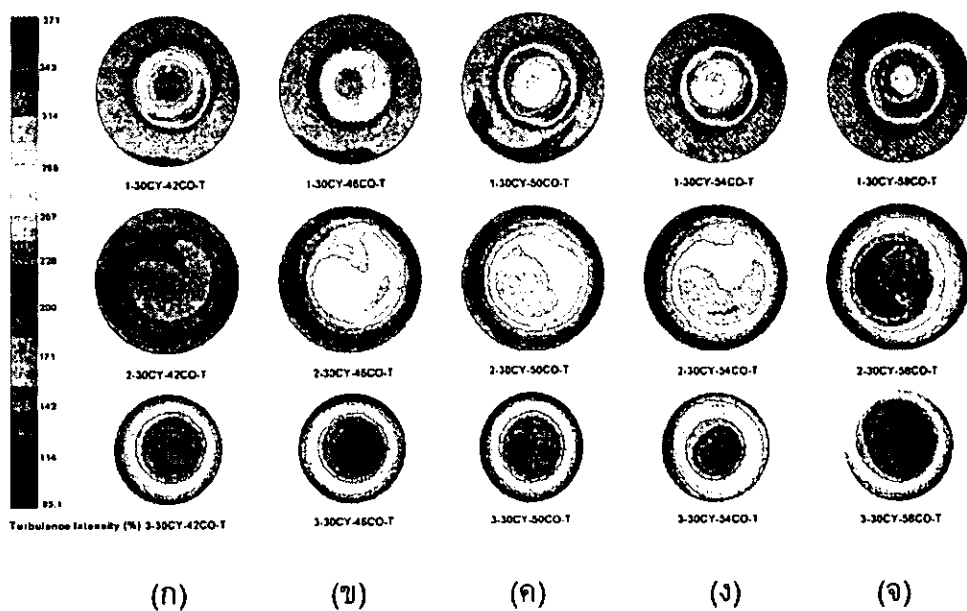 371
343
314
286
257
228
200
171
142
114
85.1
1-30CY-42CO-T
1-30CY-46CO-T
1-30CY-50CO-T
1-30CY-54CO-T
1-30CY-58CO-T
2-30CY-42CO-T
2-30CY-46CO-T
2-30CY-50CO-T
2-30CY-54CO-T
2-30CY-58CO-T
Turbulence Intensity (%) 3-30CY-42CO-T
3-30CY-46CO-T
3-30CY-50CO-T
3-30CY-54CO-T
3-30CY-58CO-T
(ก)
(ข)
(ค)
(ง)
(จ)